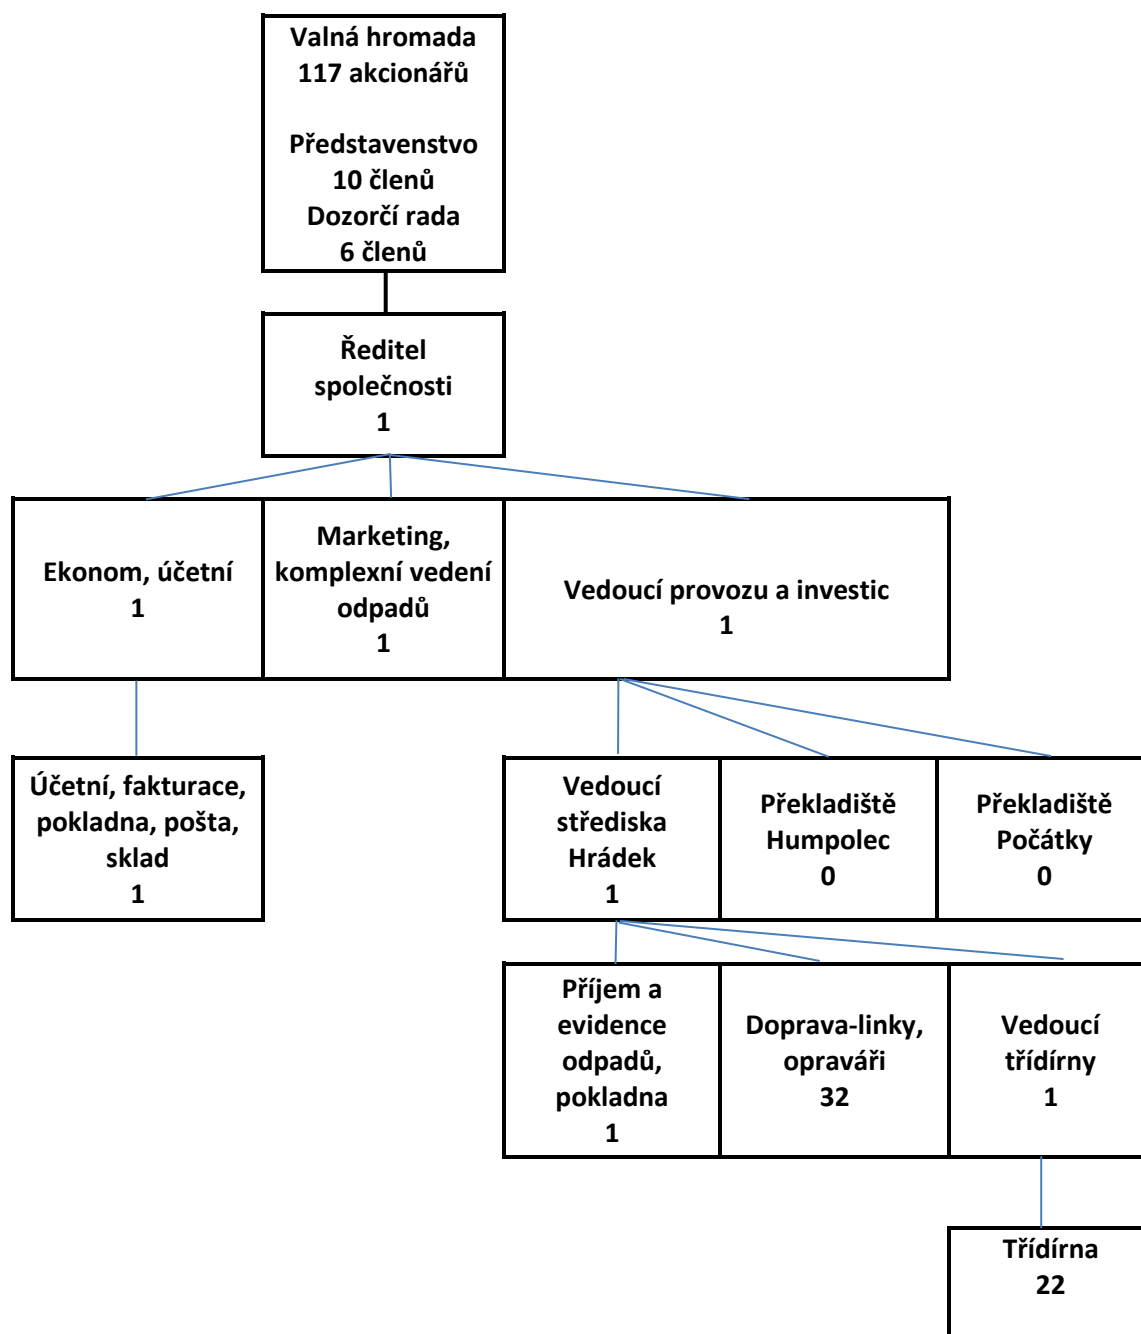 Valná hromada
117 akcionářů
Představenstvo
10 členů
Dozorčí rada
6 členů
Ředitel
společnosti
1
Ekonom, účetní
1
Marketing,
komplexní vedení
odpadů
1
Vedoucí provozu a investic
1
Účetní, fakturace,
pokladna, pošta,
sklad
1
Vedoucí
střediska
Hrádek
1
Překladiště
Humpolec
0
Překladiště
Počátky
0
Příjem a
evidence
odpadů,
pokladna
1
Doprava-linky,
opraváři
32
Vedoucí
třídírny
1
Třídírna
22